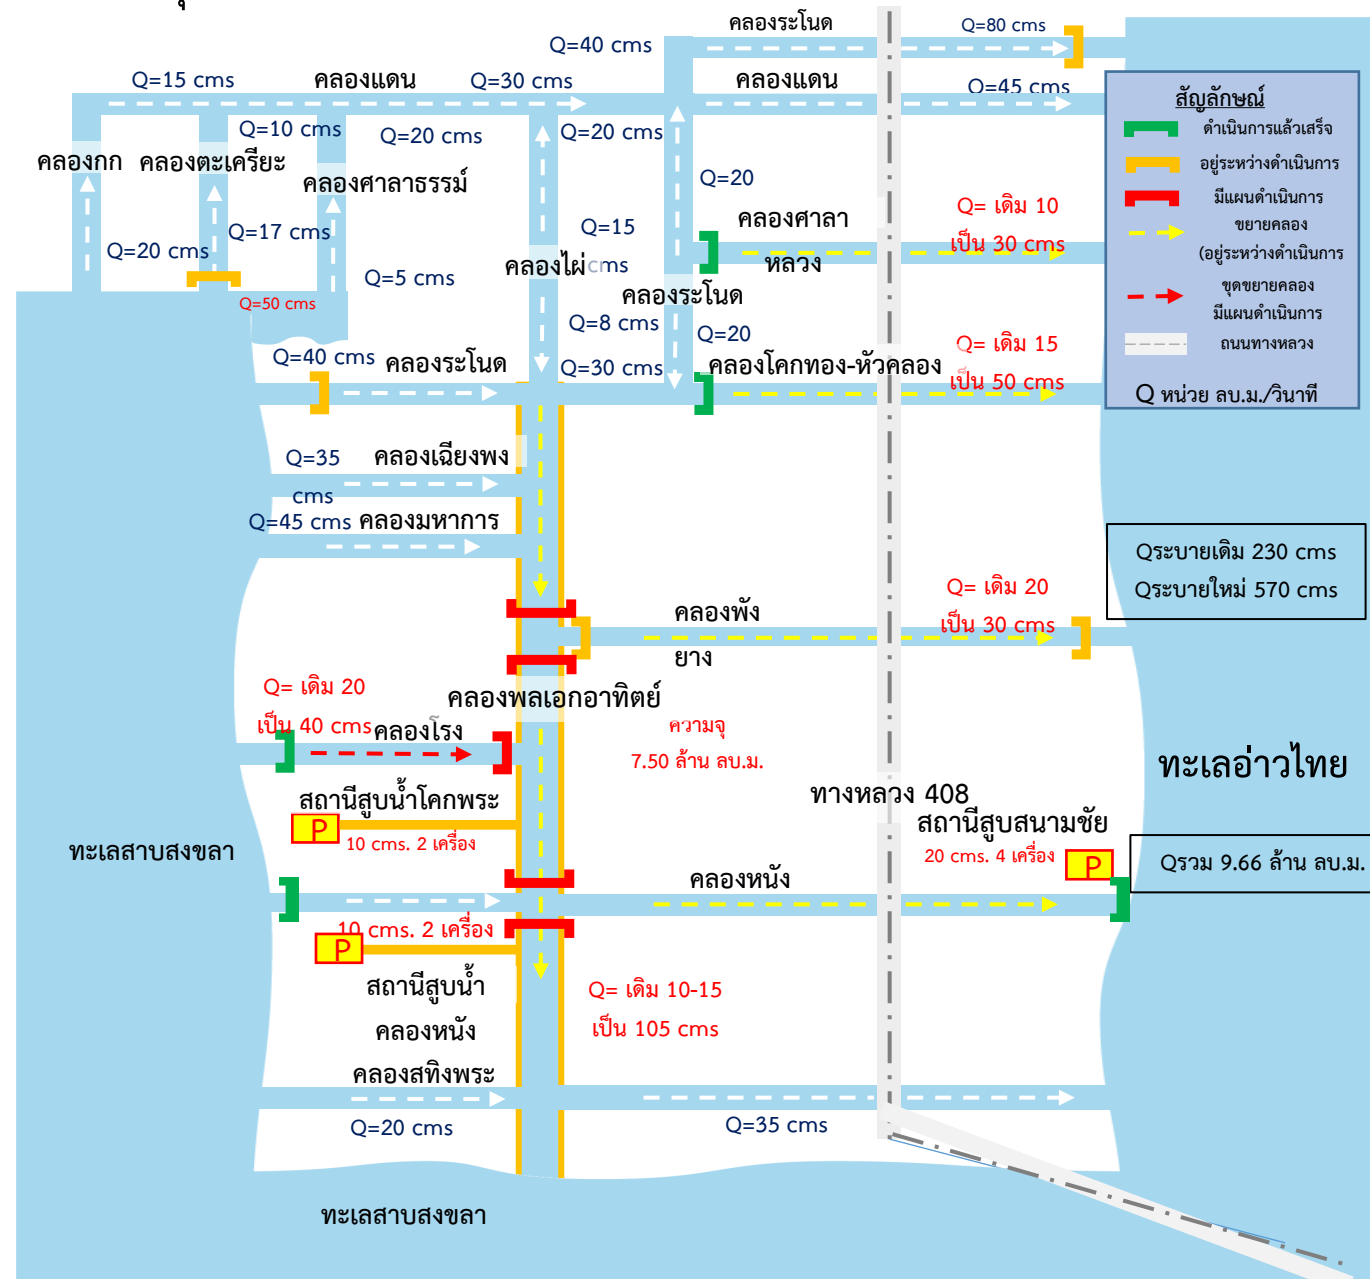 คลองระโนด
Q=80 cms
Q=40 cms
Q=15 cms
คลองแดน
Q=30 cms
คลองแดน
Q=45 cms
สัญลักษณ์
ดำเนินการแล้วเสร็จ
อยู่ระหว่างดำเนินการ
มีแผนดำเนินการ
ขยายคลอง
(อยู่ระหว่างดำเนินการ
ขุดขยายคลอง
มีแผนดำเนินการ
ถนนทางหลวง
Q หน่วย ลบ.ม./วินาที
Q=10 cms
Q=20 cms
Q=20 cms
คลองกก
คลองตะเครียะ
คลองศาลาธรรม์
Q=20
Q=20 cms
Q=17 cms
Q=5 cms
Q=15
cms
คลองไผ่
คลองศาลา
หลวง
Q= เดิม 10
เป็น 30 cms
Q=50 cms
คลองระโนด
Q=8 cms
Q=20
Q=40 cms
คลองระโนด
Q=30 cms
คลองโคกทอง-หัวคลอง
Q= เดิม 15
เป็น 50 cms
Q=35
cms
คลองเฉียงพง
Q=45 cms
คลองมหาการ
Qระบายเดิม 230 cms
Qระบายใหม่ 570 cms
คลองพัง
ยาง
Q= เดิม 20
เป็น 30 cms
Q= เดิม 20
เป็น 40 cms
คลองโรง
คลองพลเอกอาทิตย์
ความจุ
7.50 ล้าน ลบ.ม.
ทะเลอ่าวไทย
ทางหลวง 408
สถานีสูบน้ำโคกพระ
P
10 cms. 2 เครื่อง
สถานีสูบสนามชัย
20 cms. 4 เครื่อง
P
Qรวม 9.66 ล้าน ลบ.ม.
ทะเลสาบสงขลา
คลองหนัง
10 cms. 2 เครื่อง
P
สถานีสูบน้ำ
คลองหนัง
Q= เดิม 10-15
เป็น 105 cms
คลองสทิงพระ
Q=20 cms
Q=35 cms
ทะเลสาบสงขลา